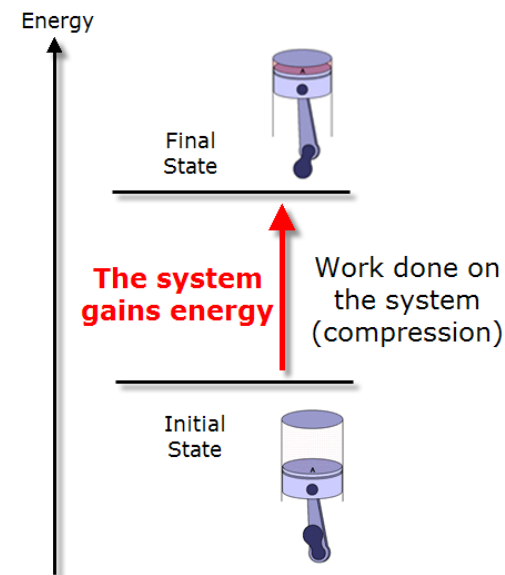 Energy
Final
State
The system
gains energy
Work done on
the system
(compression)
Initial
State
A
A